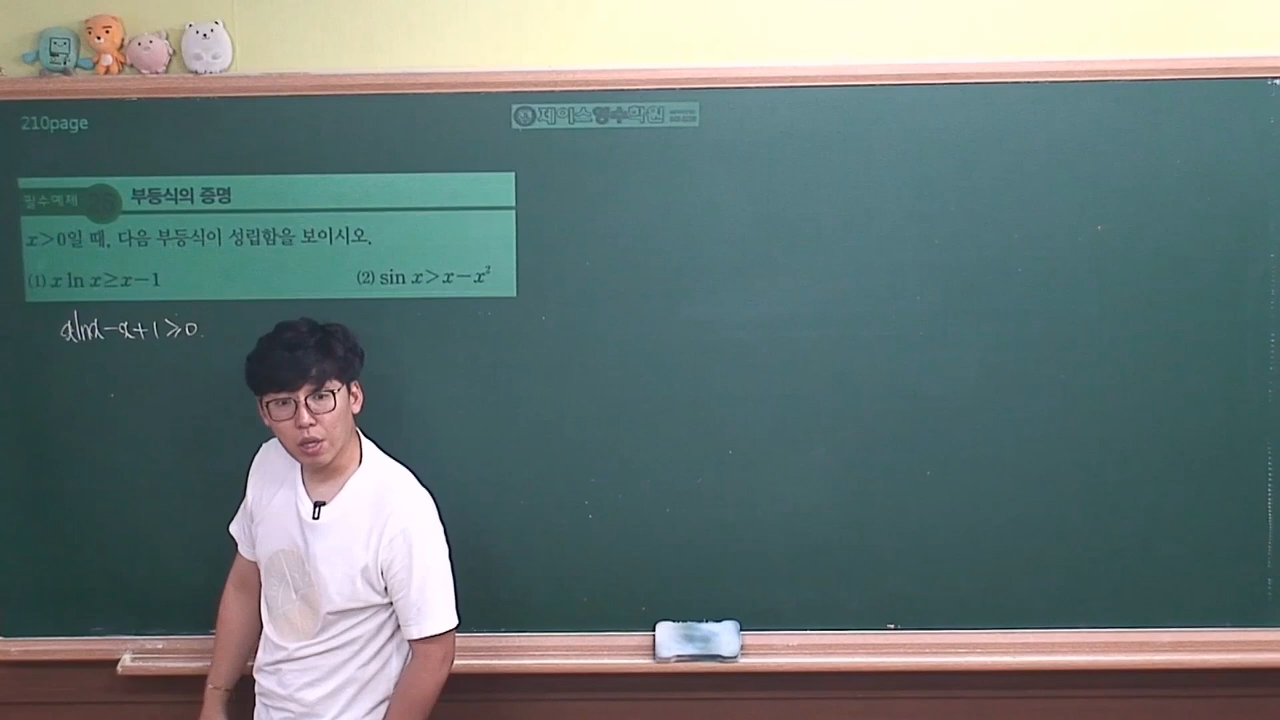 210page
제이스영수학원
필수예제
부등식의 증명
x>0일 때, 다음 부등식이 성립함을 보이시오.
(1) x ln x≥x−1 (2) sin x>x−x²
xlnx−x+1≥0.